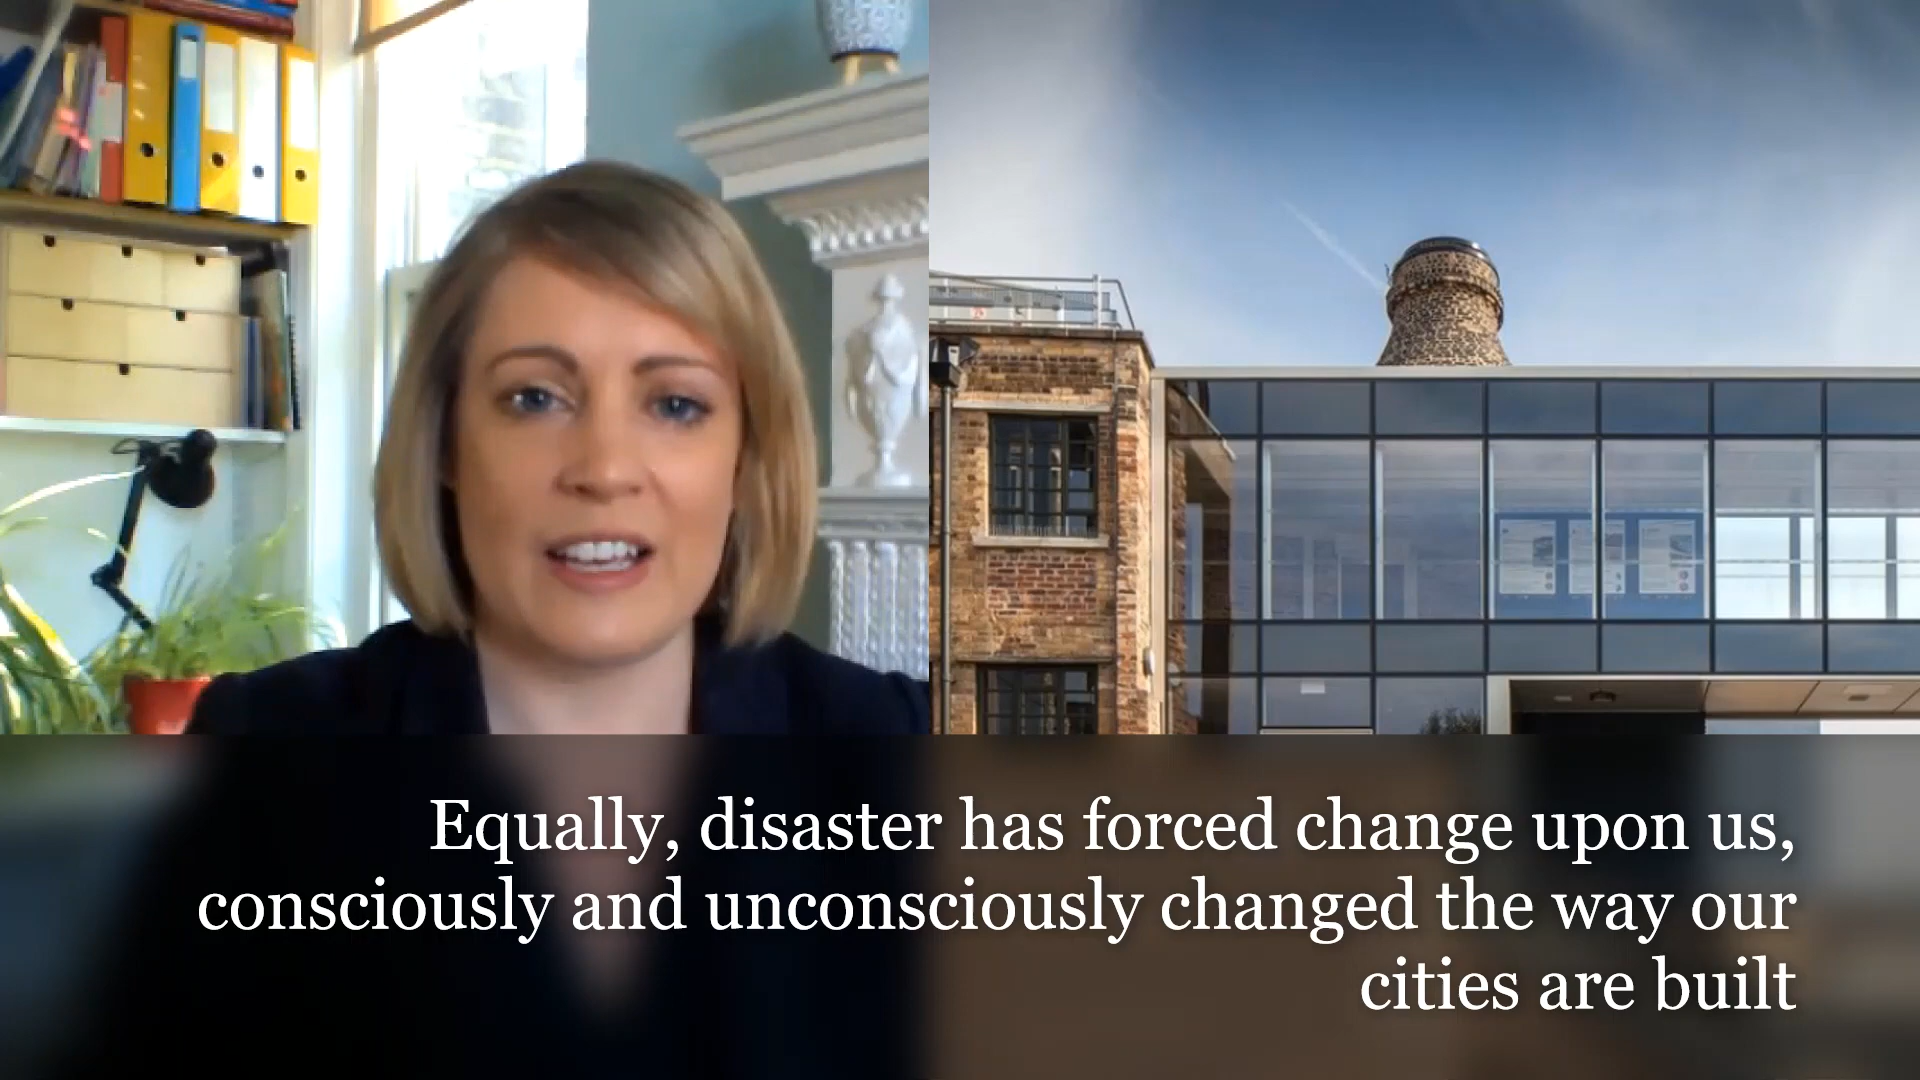 Equally, disaster has forced change upon us,
consciously and unconsciously changed the way our
cities are built